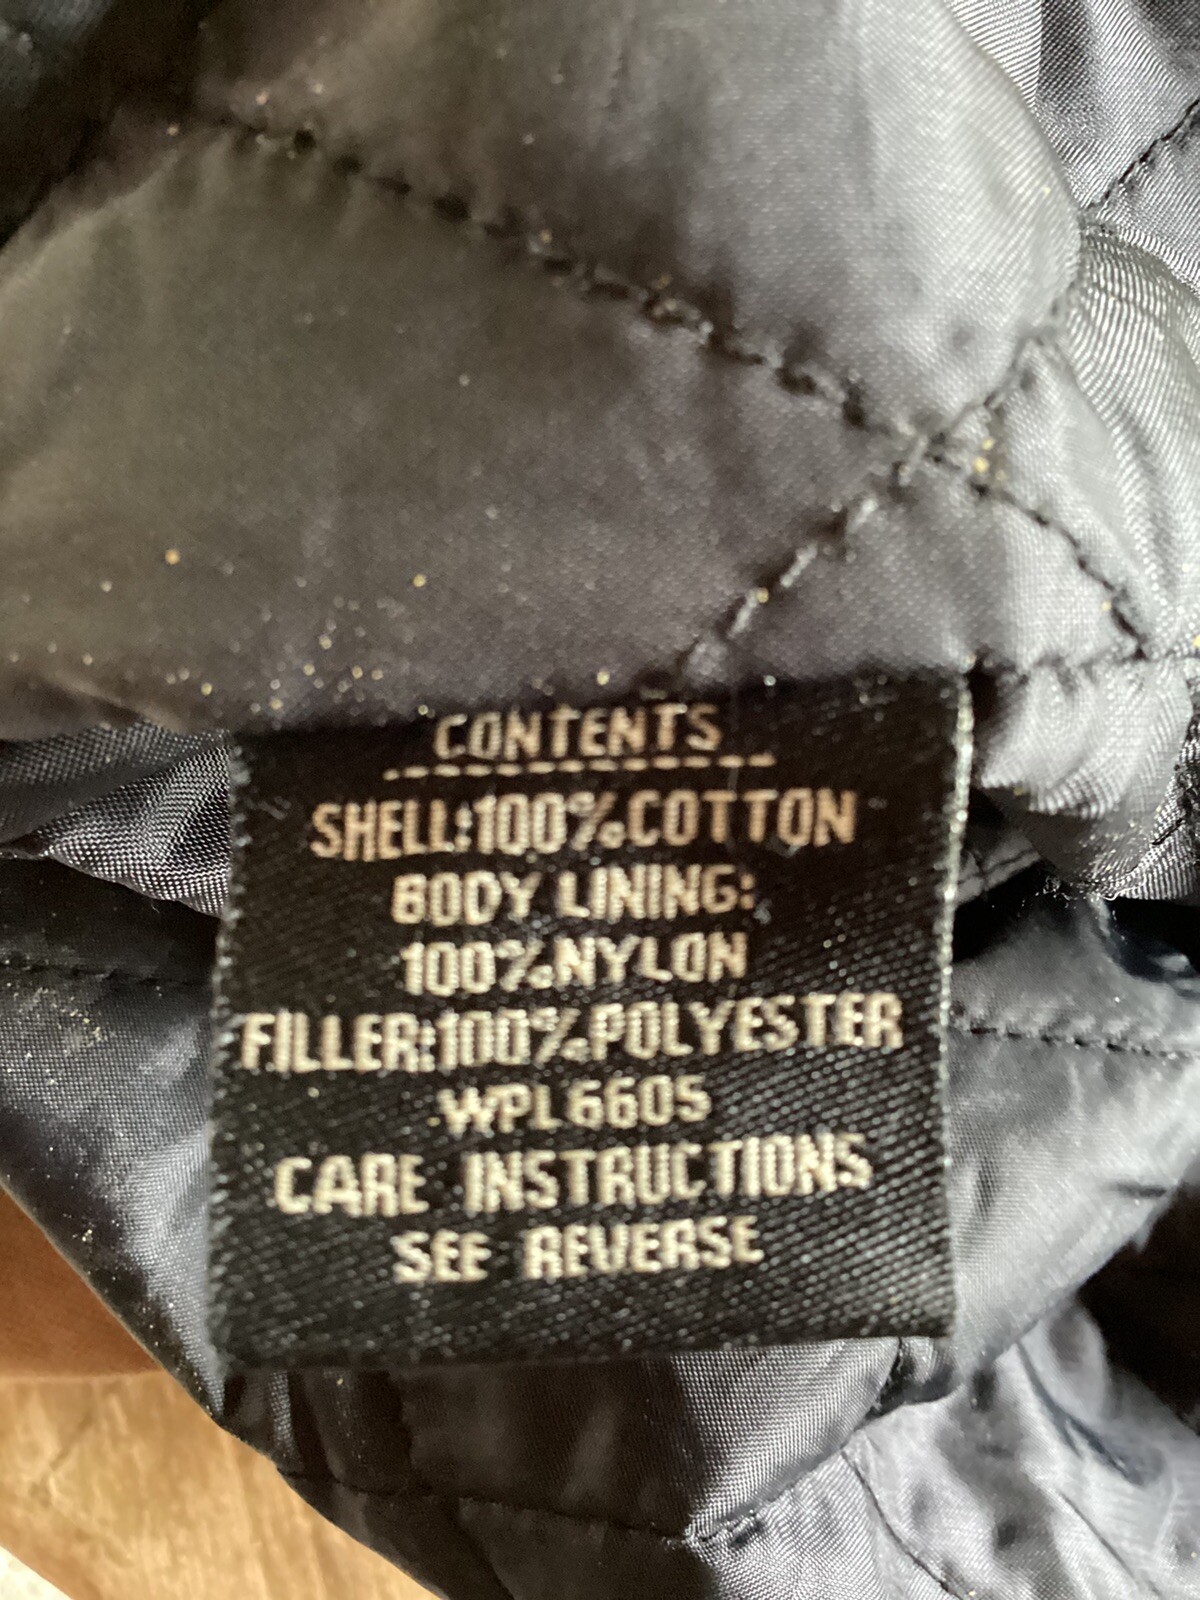 CONTENTS
SHELL:100%COTTON
BODY LINING:
100%NYLON
FILLER:100%POLYESTER
WPL6605
CARE INSTRUCTIONS
SEE REVERSE